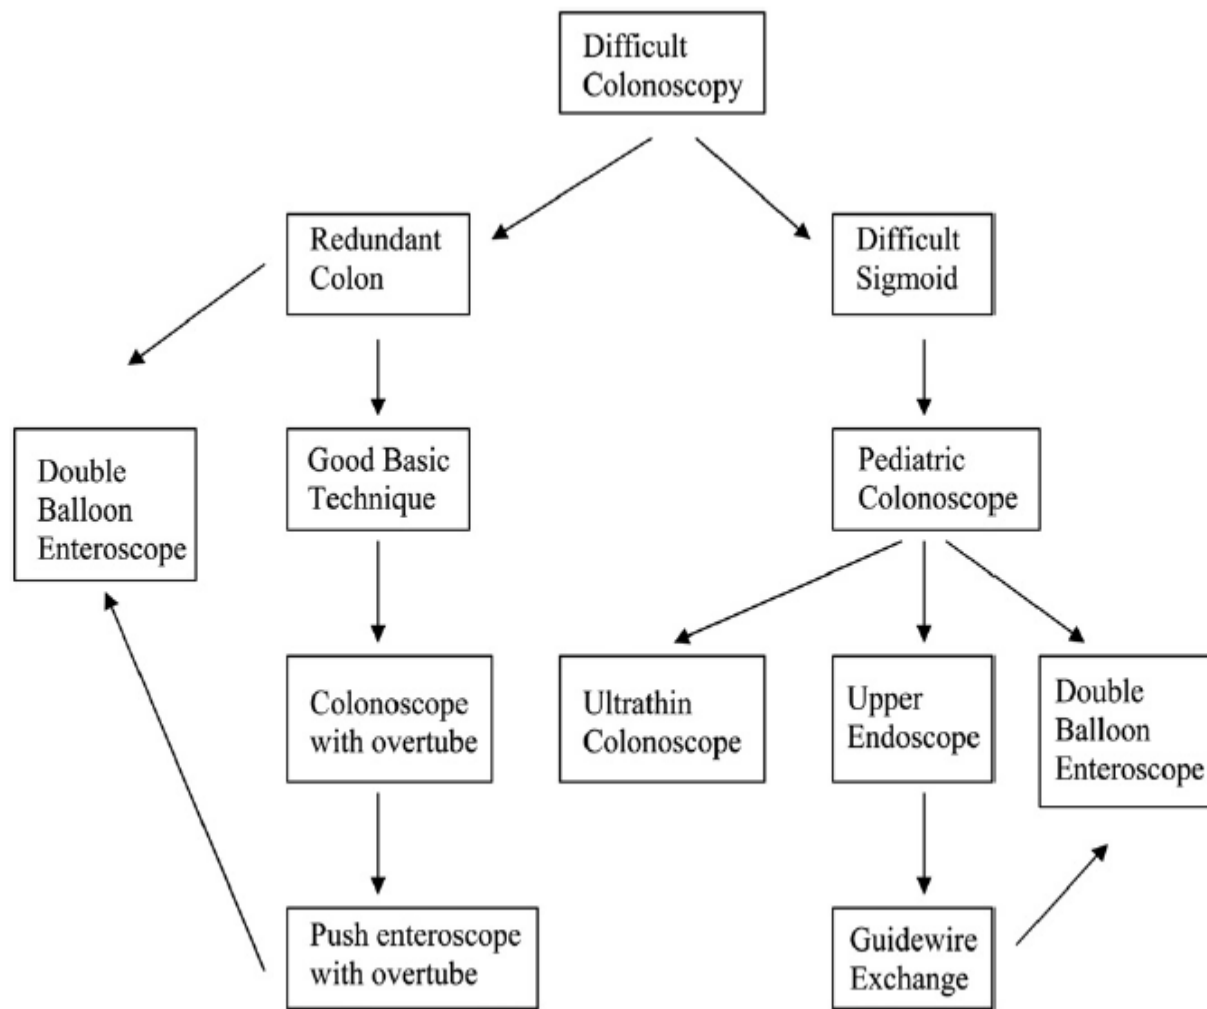 Difficult
Colonoscopy
Redundant
Colon
Difficult
Sigmoid
Double
Balloon
Enteroscope
Good Basic
Technique
Pediatric
Colonoscope
Colonoscope
with overtube
Ultrathin
Colonoscope
Upper
Endoscope
Double
Balloon
Enteroscope
Push enteroscope
with overtube
Guidewire
Exchange